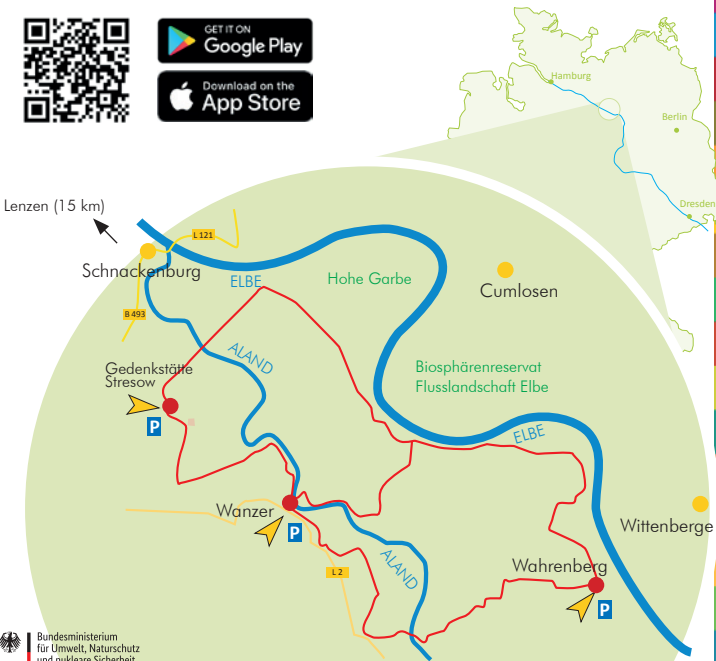 GET IT ON
Google Play
Download on the
App Store
Hamburg
Berlin
Dresden
Lenzen (15 km)
L 121
Schnackenburg
ELBE
Hohe Garbe
Cumlosen
B 493
ALAND
Gedenkstätte
Stresow
Biosphärenreservat
Flusslandschaft Elbe
P
ELBE
Wanzer
P
Wittenberge
L 2
ALAND
Wahrenberg
P
Bundesministerium
für Umwelt, Naturschutz
und nukleare Sicherheit